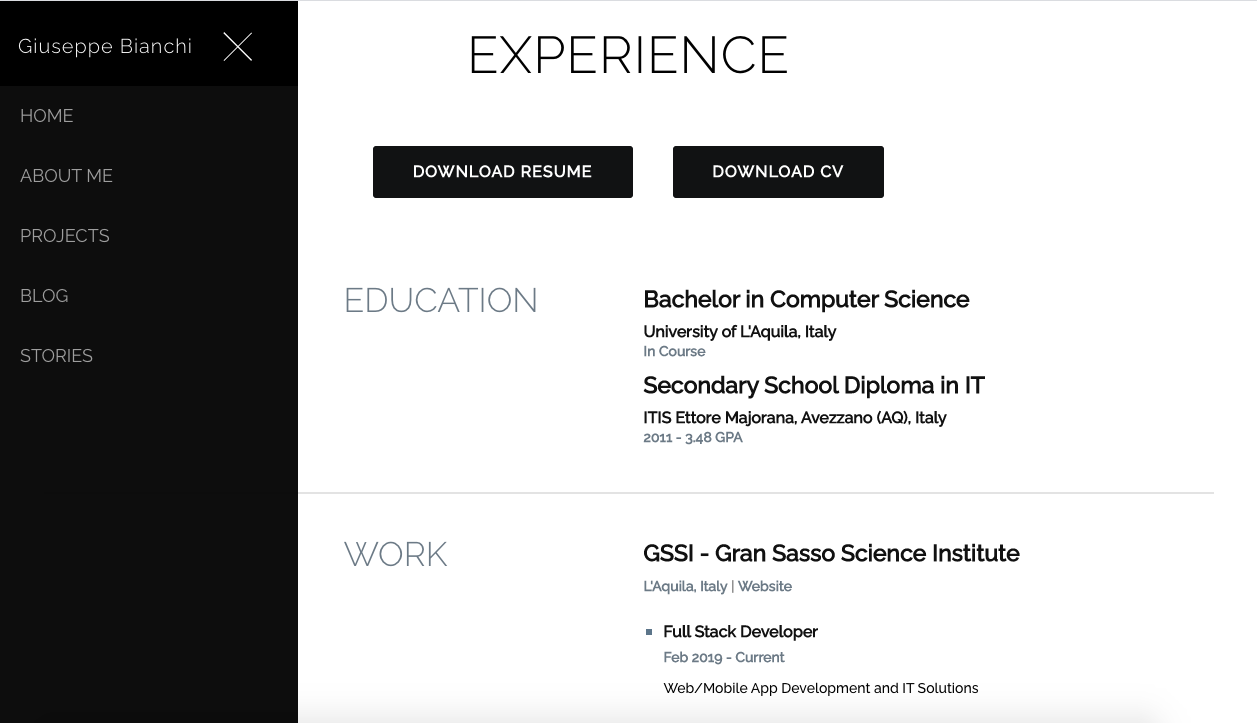 Giuseppe Bianchi
HOME
ABOUT ME
PROJECTS
BLOG
STORIES
EXPERIENCE
DOWNLOAD RESUME
DOWNLOAD CV
EDUCATION
Bachelor in Computer Science
University of L'Aquila, Italy
In Course
Secondary School Diploma in IT
ITIS Ettore Majorana, Avezzano (AQ), Italy
2011 - 3.48 GPA
WORK
GSSI - Gran Sasso Science Institute
L'Aquila, Italy | Website
Full Stack Developer
Feb 2019 - Current
Web/Mobile App Development and IT Solutions